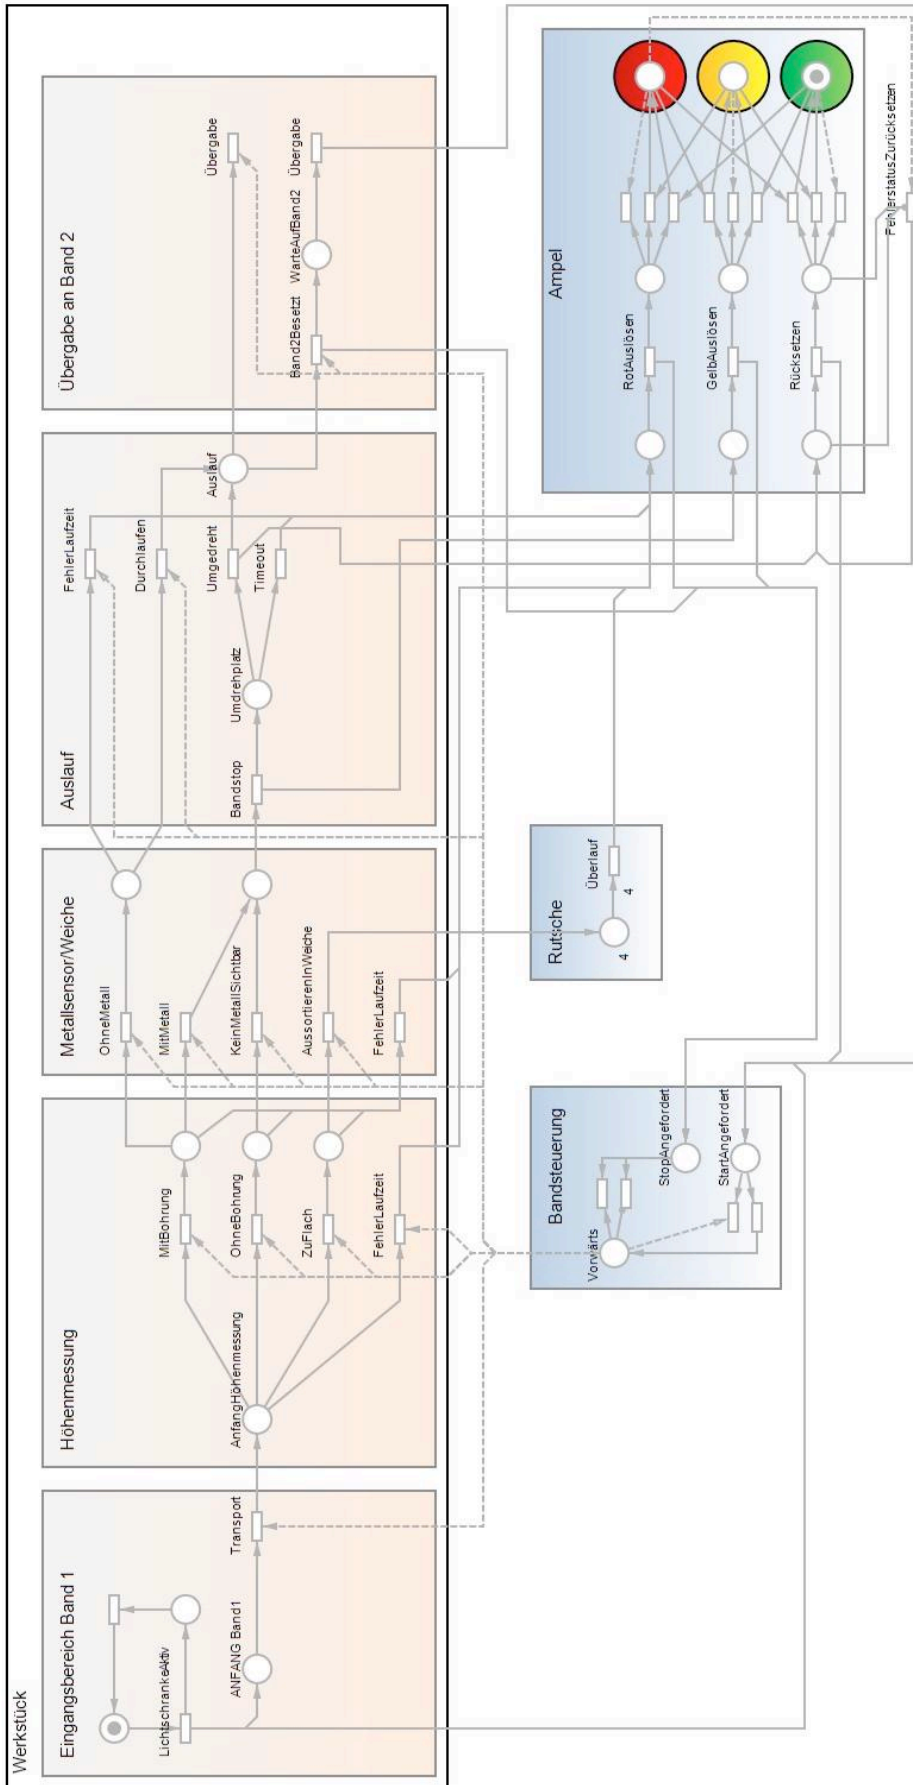 Werkstück
Eingangsbereich Band 1
LichtschrankeAktiv
ANFANG Band1
Transport
Höhenmessung
AnfangHöhenmessung
MitBohrung
OhneBohrung
ZuFlach
FehlerLaufzeit
Metallsensor/Weiche
OhneMetall
MitMetall
KeinMetallSichtbar
AussortierenInWeiche
FehlerLaufzeit
Auslauf
Bandstop
Umdrehplatz
FehlerLaufzeit
Durchlaufen
Umgedreht
Timeout
Auslauf
Übergabe an Band 2
Band2Besetzt
WarteAufBand2
Übergabe
Übergabe
Bandsteuerung
Vorwärts
StopAngefordert
StartAngefordert
Rutsche
4
Überlauf
4
Ampel
RotAuslösen
GelbAuslösen
Rücksetzen
FehlerstatusZurücksetzen